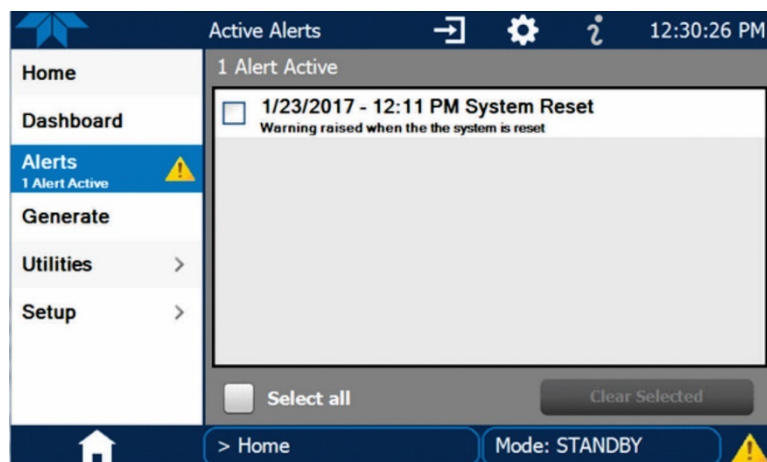 Active Alerts
12:30:26 PM
Home
Dashboard
Alerts
1 Alert Active
Generate
Utilities
Setup
1 Alert Active
1/23/2017 - 12:11 PM System Reset
Warning raised when the the system is reset
Select all
Clear Selected
> Home
Mode: STANDBY